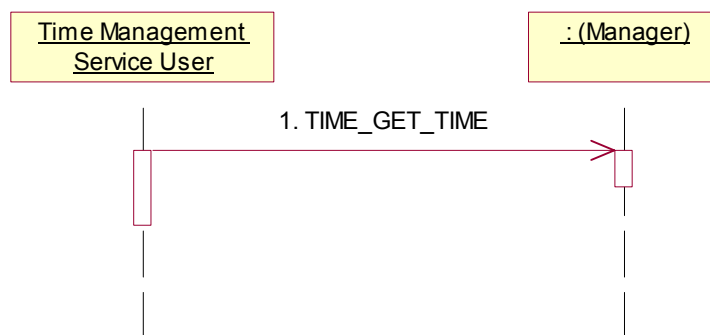 Time Management
Service User
: (Manager)
1. TIME_GET_TIME